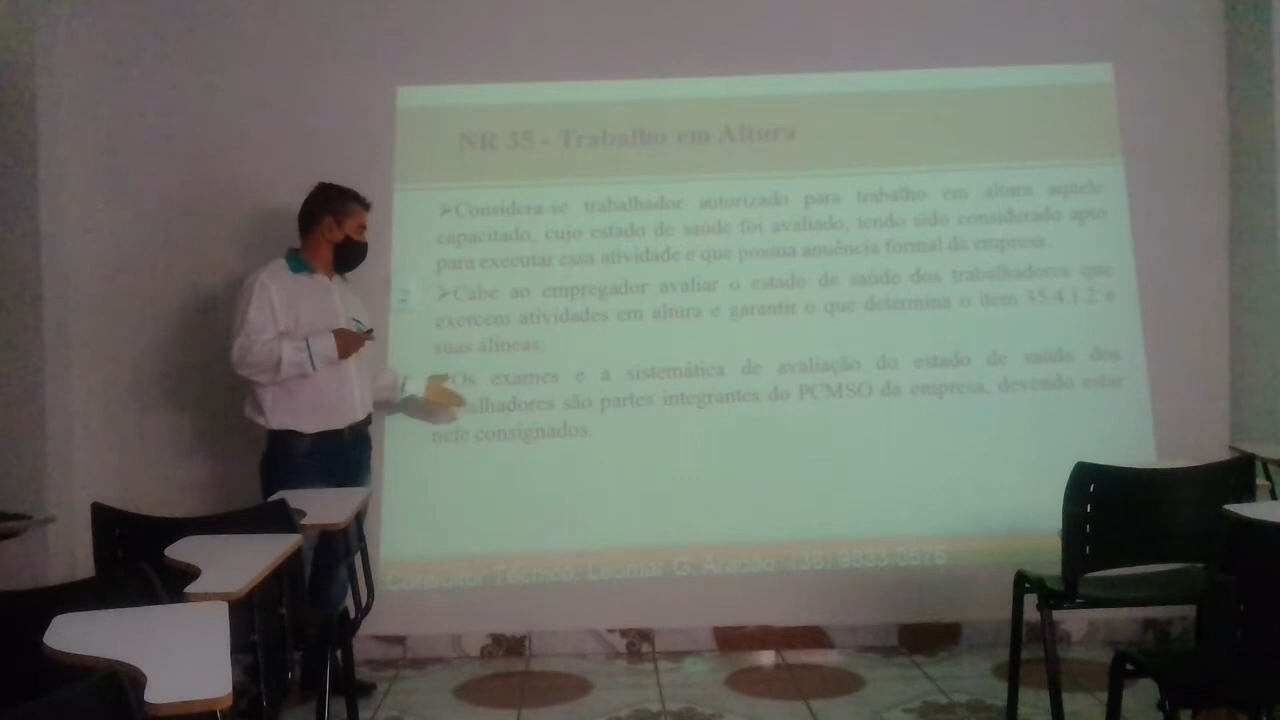 NR 35 - Trabalho em Altura
➢Considera-se trabalhador autorizado para trabalho em altura aquele
capacitado, cujo estado de saúde foi avaliado, tendo sido considerado apto
para executar essa atividade e que possua anuência formal da empresa.
➢Cabe ao empregador avaliar o estado de saúde dos trabalhadores que
exercem atividades em altura e garantir o que determina o item 35.4.1.2 e
suas alíneas:
Os exames e a sistemática de avaliação do estado de saúde dos
alhadores são partes integrantes do PCMSO da empresa, devendo estar
nele consignados.
Consultor Técnico: Leomar G.